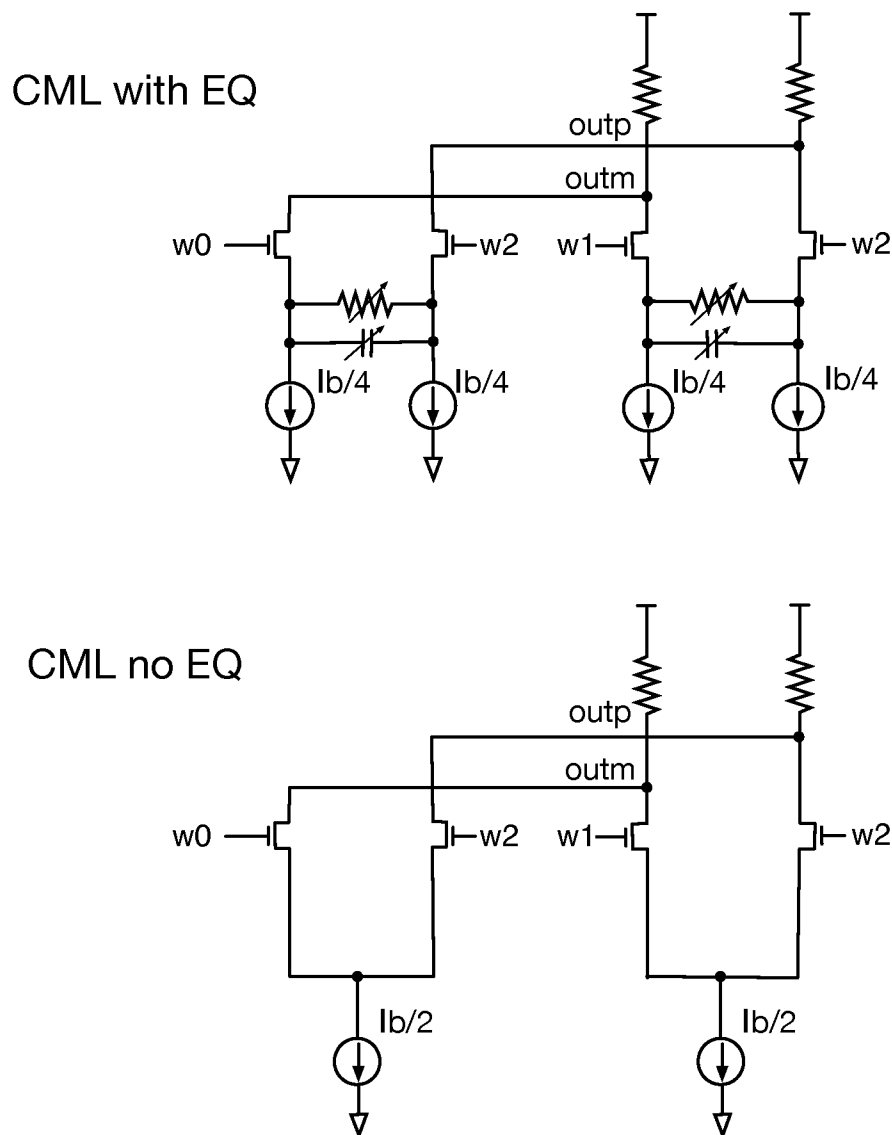 CML with EQ
outp
outm
w0 w2 w1 w2
Ib/4 Ib/4 Ib/4 Ib/4
CML no EQ
outp
outm
w0 w2 w1 w2
Ib/2 Ib/2